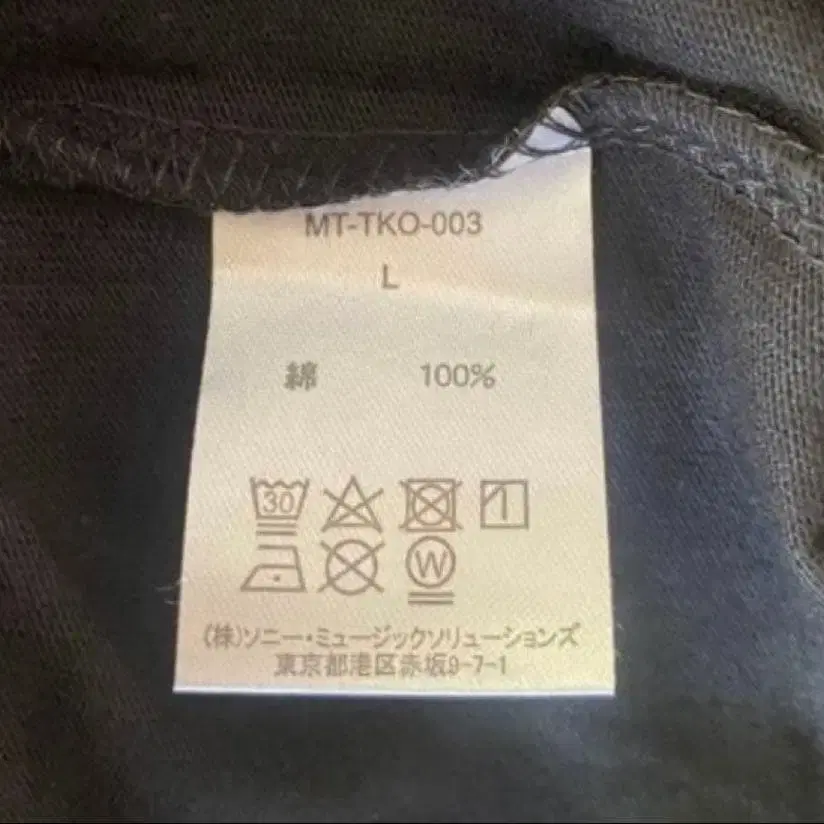 MT-TKO-003
L
綿 100%
30
W
(株)ソニー・ミュージックソリューションズ
東京都港区赤坂9-7-1